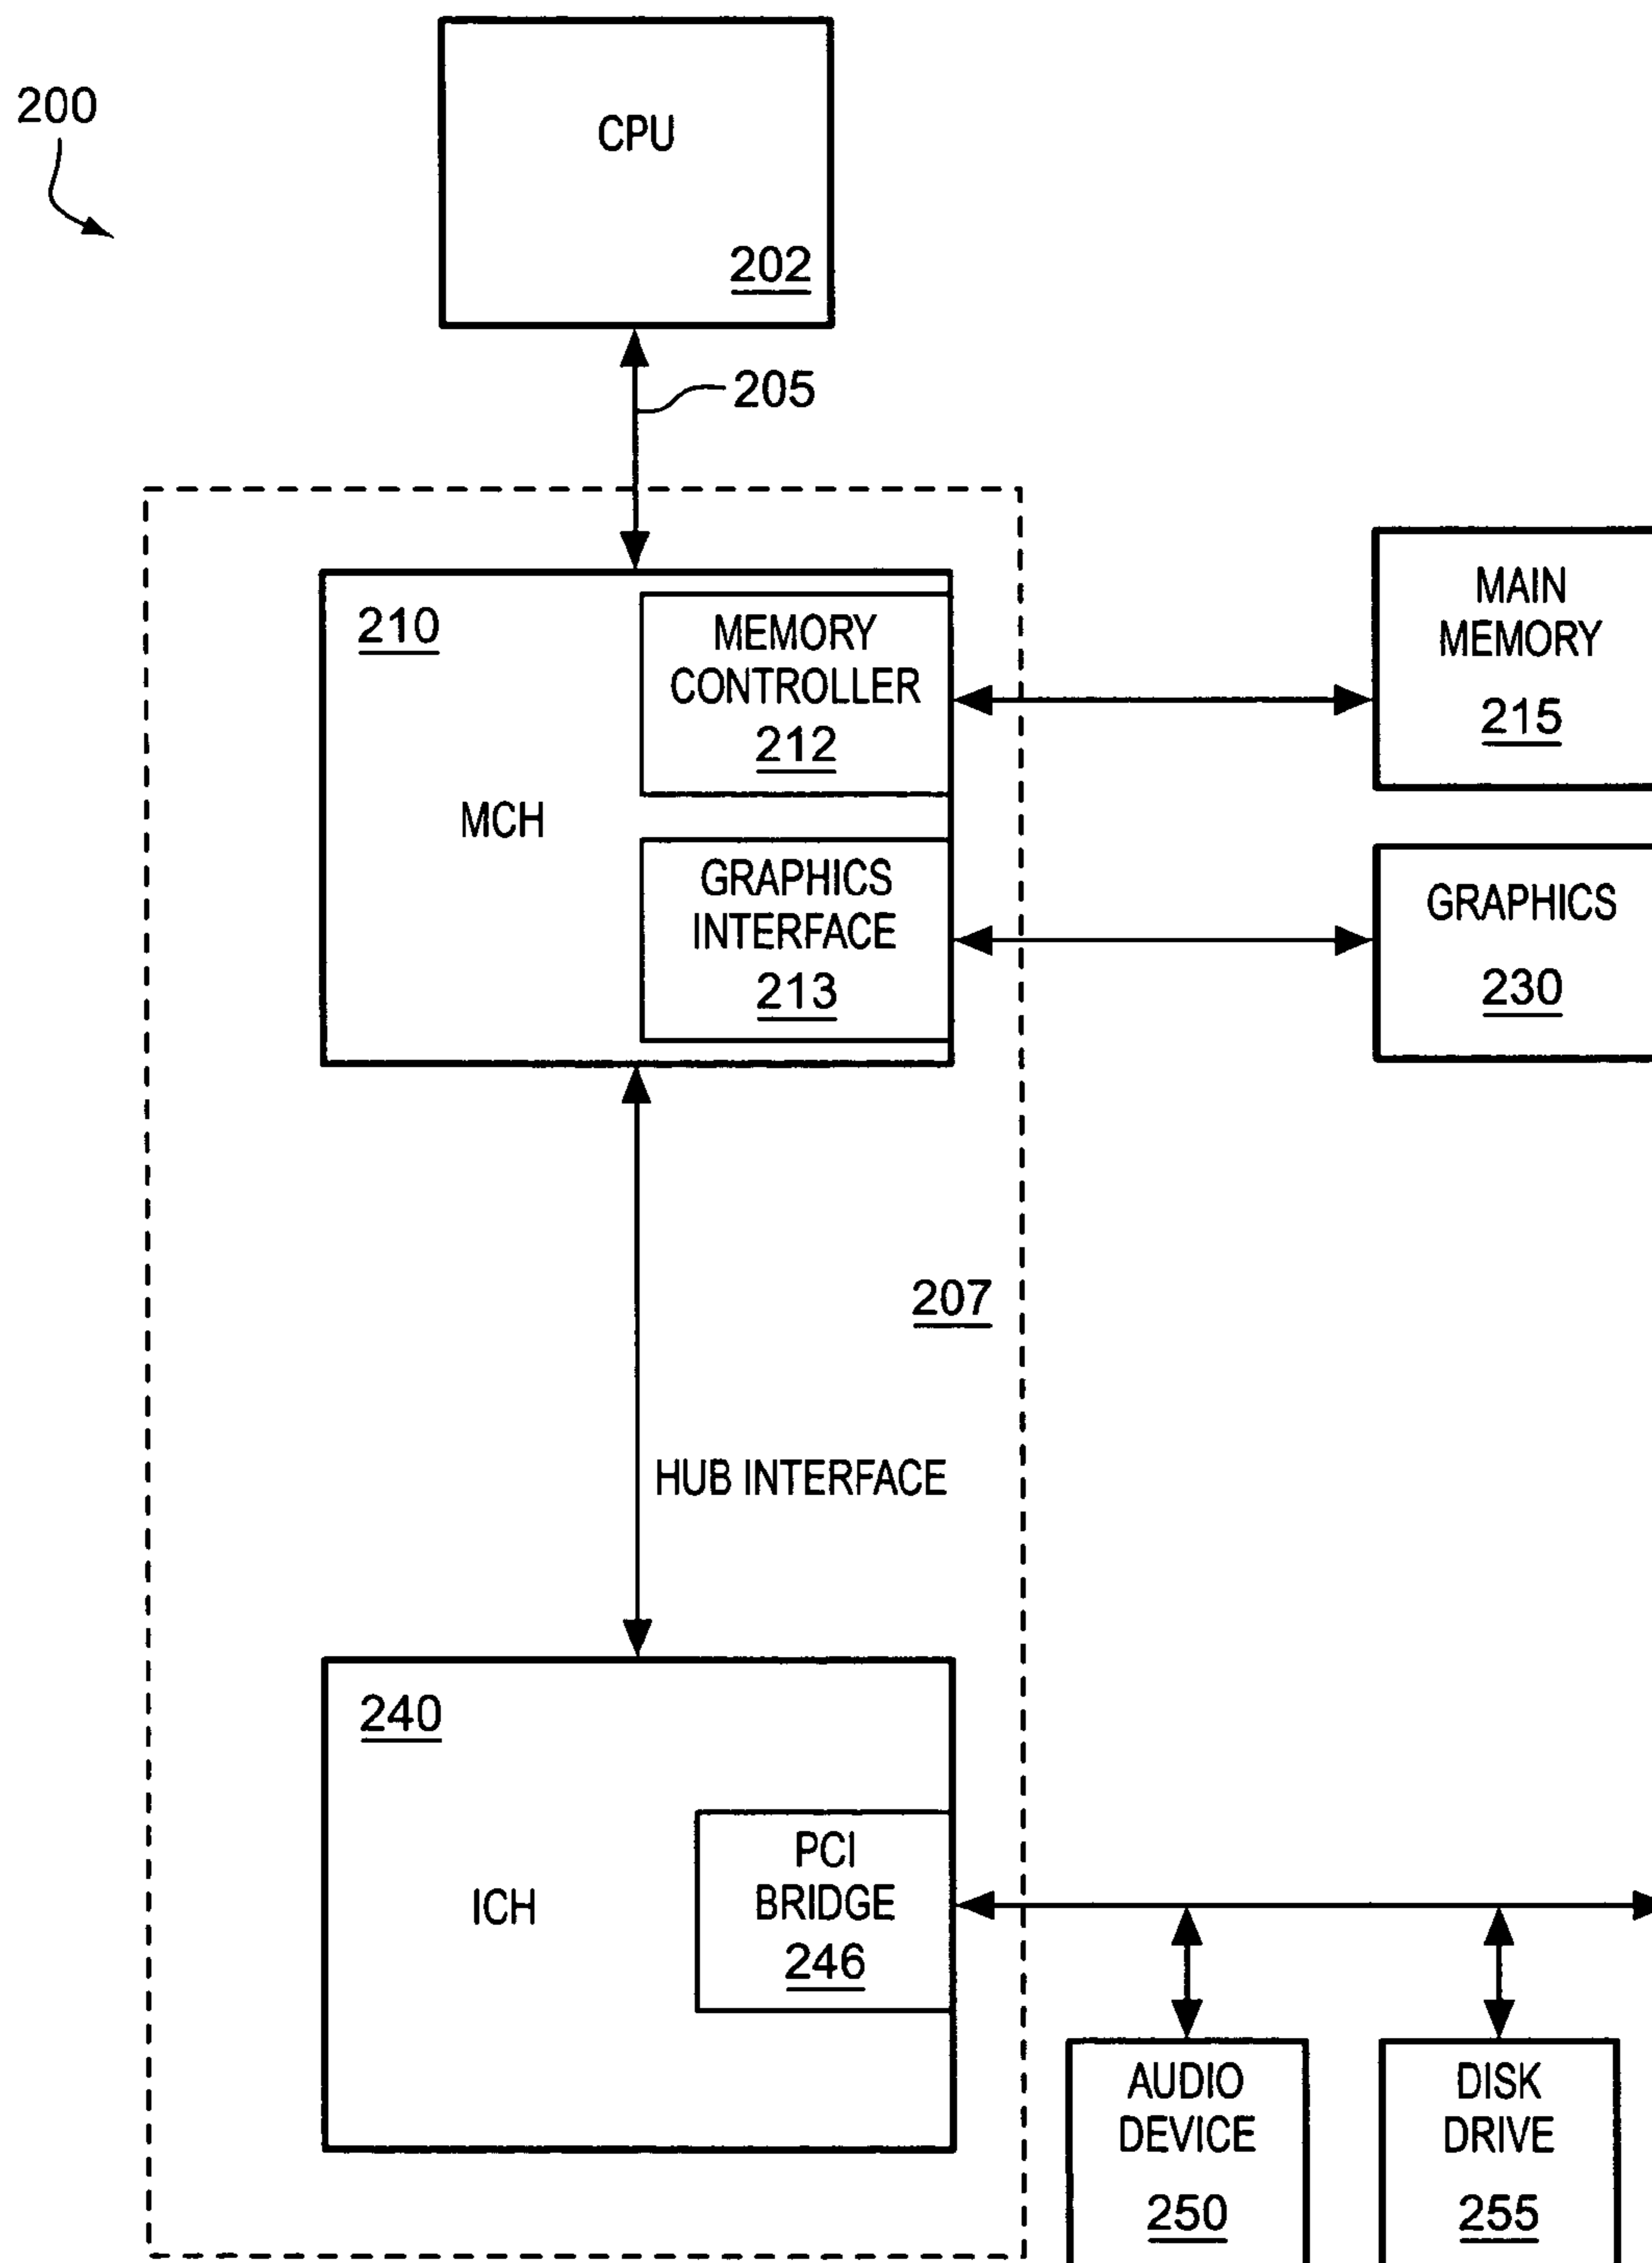 200
CPU
202
205
210
MEMORY
CONTROLLER
212
MCH
GRAPHICS
INTERFACE
213
MAIN
MEMORY
215
GRAPHICS
230
207
HUB INTERFACE
240
ICH
PCI
BRIDGE
246
AUDIO
DEVICE
250
DISK
DRIVE
255